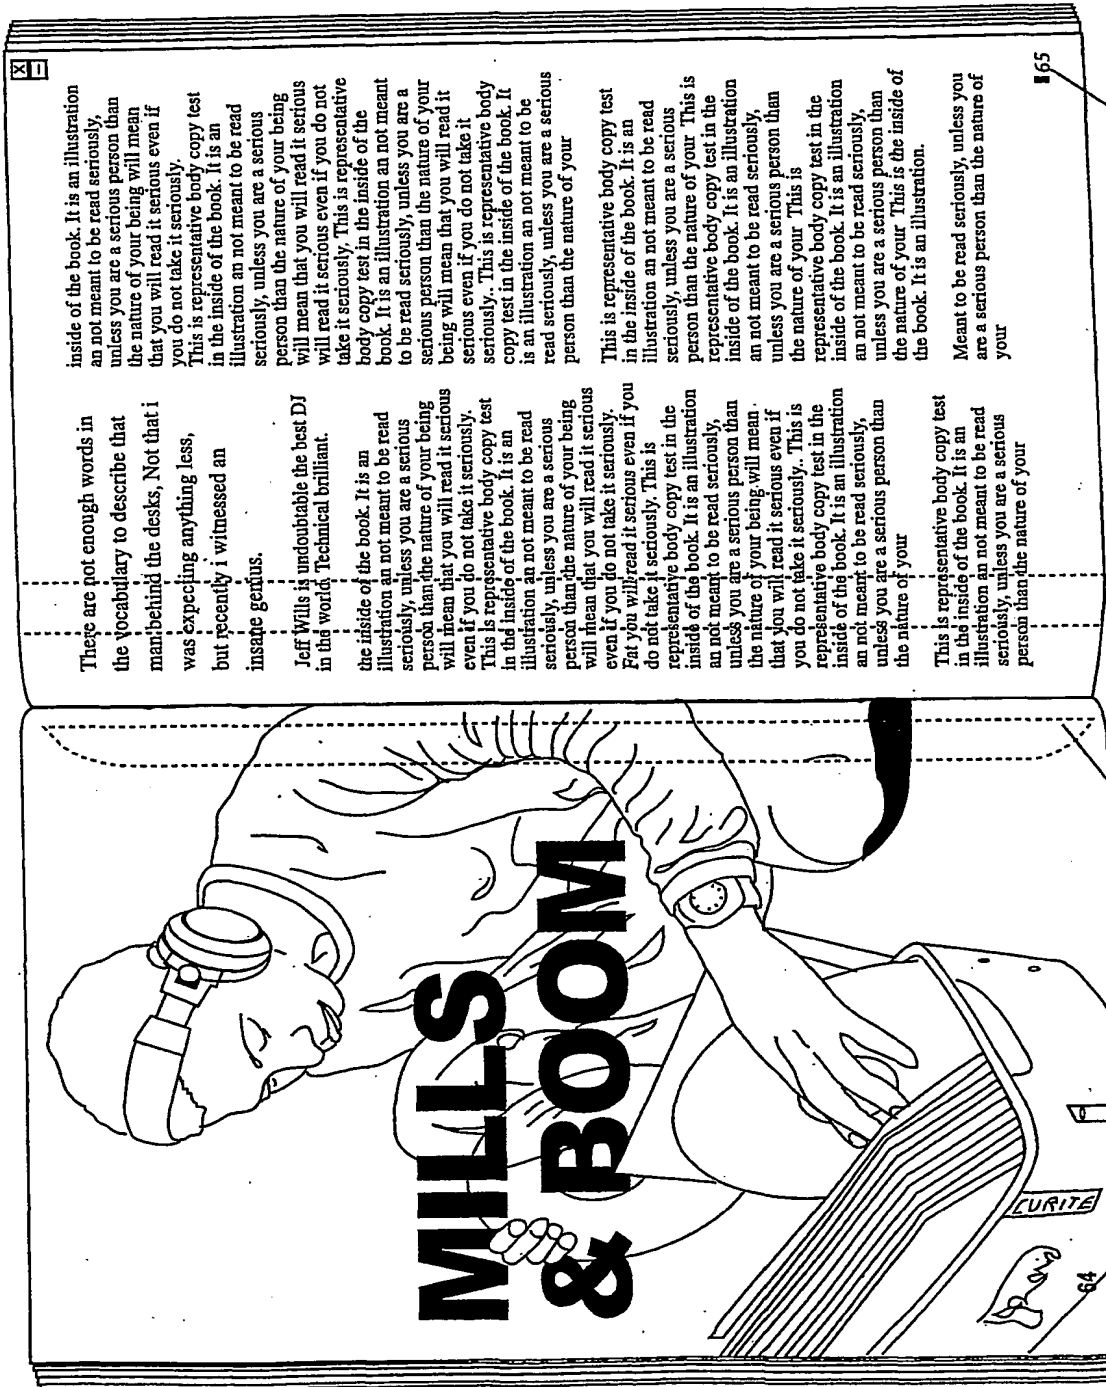 MILLS
& BOOM
CURITE
64
There are not enough words in
the vocabulary to describe that
man behind the desks, Not that i
was expecting anything less,
but recently i witnessed an
insane genius.
Jeff Wills is undoubtable the best DJ
in the world. Technical brilliant.
the inside of the book. It is an
illustration an not meant to be read
seriously, unless you are a serious
person than the nature of your being
will mean that you will read it serious
even if you do not take it seriously.
This is representative body copy test
in the inside of the book. It is an
illustration an not meant to be read
seriously, unless you are a serious
person than the nature of your being
will mean that you will read it serious
even if you do not take it seriously.
Fat you will read it serious even if you
do not take it seriously. This is
representative body copy test in the
inside of the book. It is an illustration
an not meant to be read seriously,
unless you are a serious person than
the nature of your being will mean
that you will read it serious even if
you do not take it seriously.. This is
representative body copy test in the
inside of the book. It is an illustration
an not meant to be read seriously,
unless you are a serious person than
the nature of your
This is representative body copy test
in the inside of the book. It is an
illustration an not meant to be read
seriously, unless you are a serious
person than the nature of your
X I
inside of the book. It is an illustration
an not meant to be read seriously,
unless you are a serious person than
the nature of your being will mean
that you will read it serious even if
you do not take it seriously.
This is representative body copy test
in the inside of the book. It is an
illustration an not meant to be read
seriously, unless you are a serious
person than the nature of your being
will mean that you will read it serious
will read it serious even if you do not
take it seriously. This is representative
body copy test in the inside of the
book. It is an illustration an not meant
to be read seriously, unless you are a
serious person than the nature of your
being will mean that you will read it
serious even if you do not take it
seriously.. This is representative body
copy test in the inside of the book. It
is an illustration an not meant to be
read seriously, unless you are a serious
person than the nature of your
This is representative body copy test
in the inside of the book. It is an
illustration an not meant to be read
seriously, unless you are a serious
person than the nature of your This is
representative body copy test in the
inside of the book. It is an illustration
an not meant to be read seriously,
unless you are a serious person than
the nature of your This is
representative body copy test in the
inside of the book. It is an illustration
an not meant to be read seriously,
unless you are a serious person than
the nature of your This is the inside of
the book. It is an illustration.
Meant to be read seriously, unless you
are a serious person than the nature of
your
65